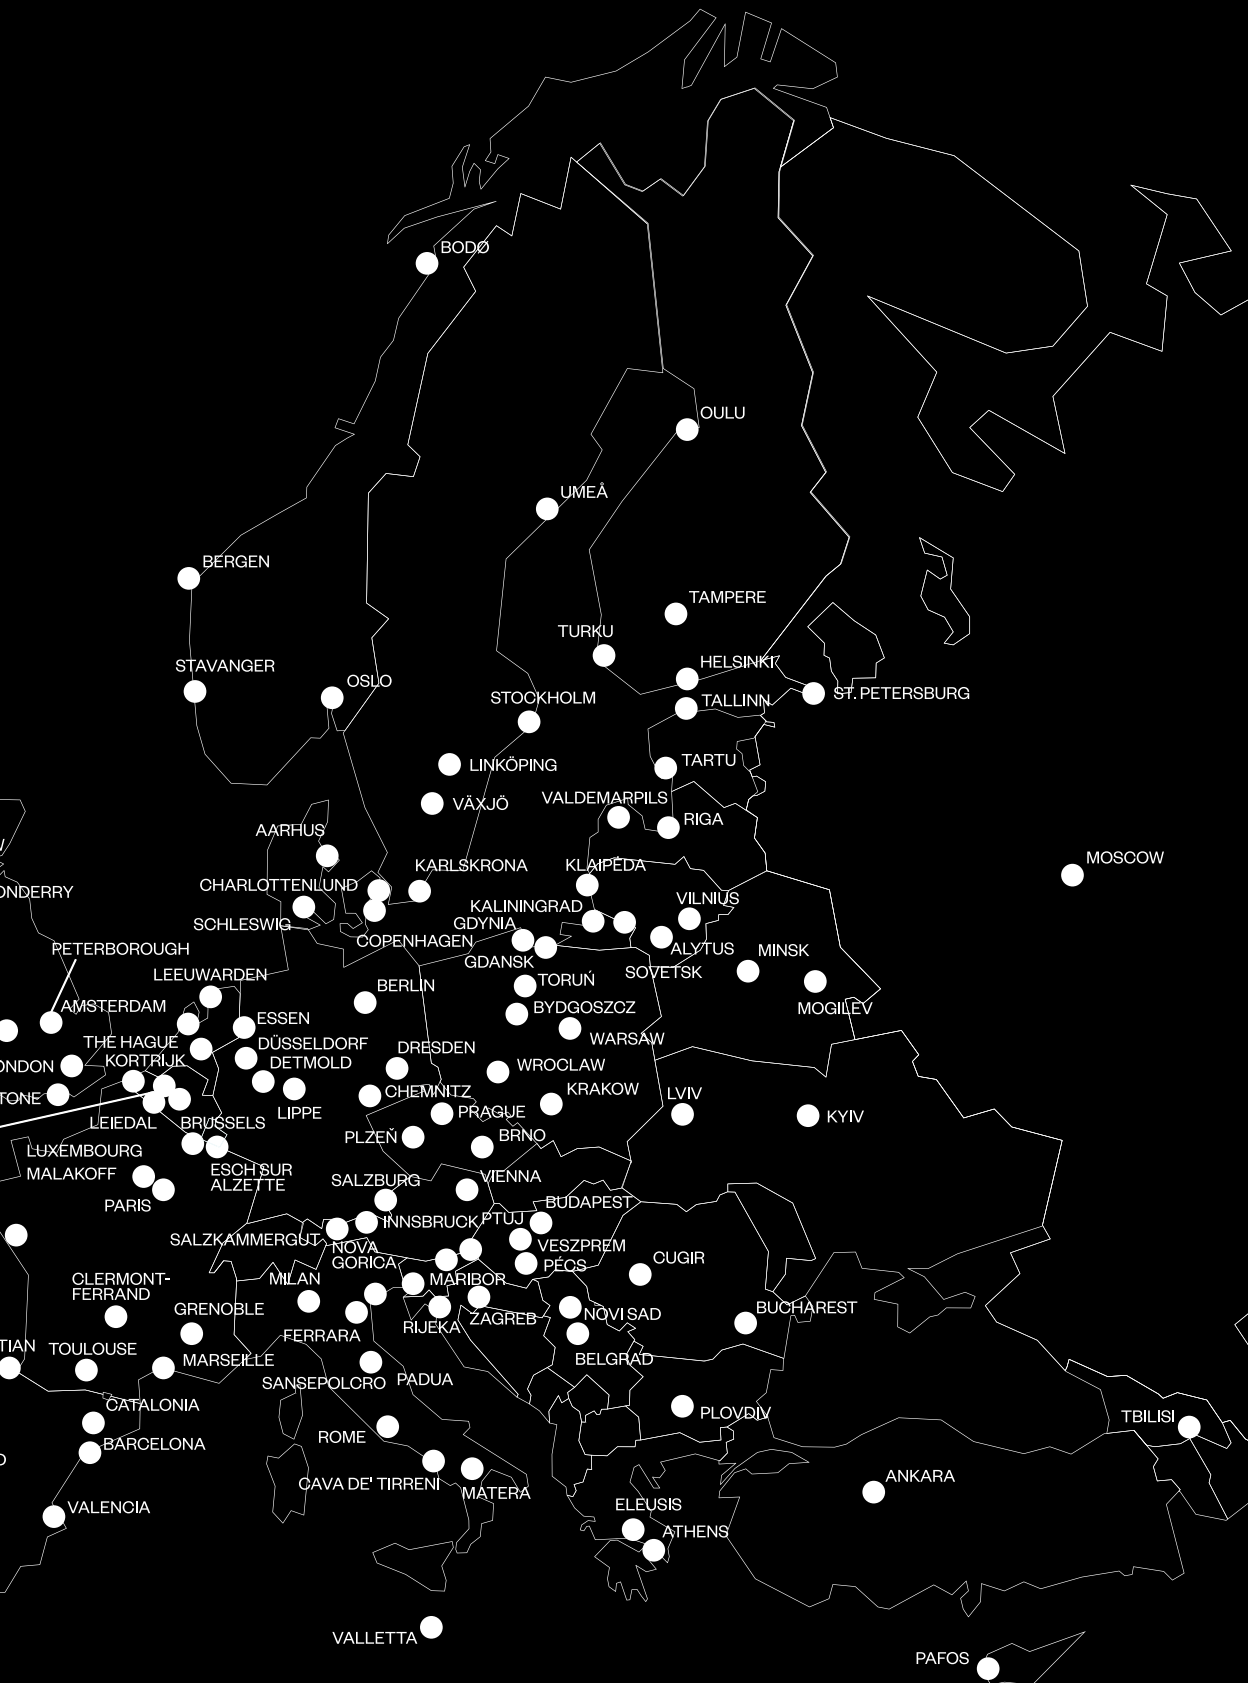 BODØ
OULU
UMEÅ
BERGEN
TAMPERE
TURKU
HELSINKI
STAVANGER
OSLO
STOCKHOLM
TALLINN
ST. PETERSBURG
LINKÖPING
TARTU
VÄXJÖ
VALDEMARPILS
RIGA
AARHUS
MOSCOW
KARLSKRONA
KLAIPĖDA
CHARLOTTENLUND
ONDERRY
VILNIUS
KALININGRAD
SCHLESWIG
GDYNIA
COPENHAGEN
ALYTUS
PETERBOROUGH
MINSK
GDANSK
SOVETSK
LEEUWARDEN
TORUŃ
BERLIN
AMSTERDAM
BYDGOSZCZ
MOGILEV
ESSEN
WARSAW
THE HAGUE
DÜSSELDORF
DRESDEN
KORTRIJK
DETMOLD
ONDON
WROCLAW
CHEMNITZ
KRAKOW
LVIV
TONE
LIPPE
PRAGUE
KYIV
LEIEDAL
BRUSSELS
PLZEŇ
BRNO
LUXEMBOURG
MALAKOFF
ESCH SUR
ALZETTE
SALZBURG
VIENNA
PARIS
BUDAPEST
INNSBRUCK
PTUJ
SALZKAMMERGUT
NOVA
GORICA
VESZPREM
CUGIR
PÉCS
CLERMONT-
FERRAND
MILAN
MARIBOR
GRENOBLE
BUCHAREST
NOVI SAD
ZAGREB
RIJEKA
FERRARA
TIAN
TOULOUSE
MARSEILLE
BELGRAD
SANSEPOLCRO
PADUA
CATALONIA
PLOVDIV
TBILISI
ROME
BARCELONA
ANKARA
CAVA DE' TIRRENI
MATERA
VALENCIA
ELEUSIS
ATHENS
VALLETTA
PAFOS